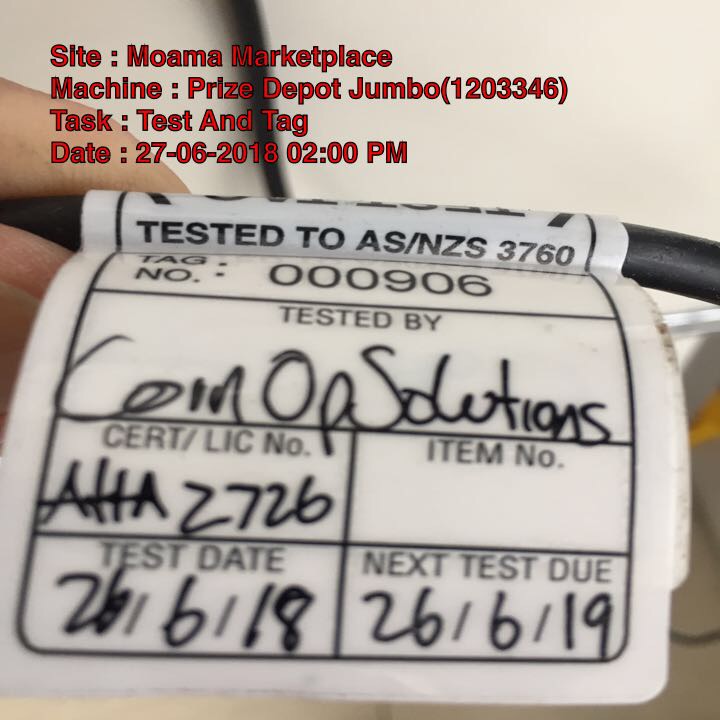 Site : Moama Marketplace
Machine : Prize Depot Jumbo(1203346)
Task : Test And Tag
Date : 27-06-2018 02:00 PM
TESTED TO AS/NZS 3760
TAG NO. : 000906
TESTED BY
Coin Op Solutions
CERT/ LIC No.
ITEM No.
AHA 2726
TEST DATE
NEXT TEST DUE
26/6/18
26/6/19